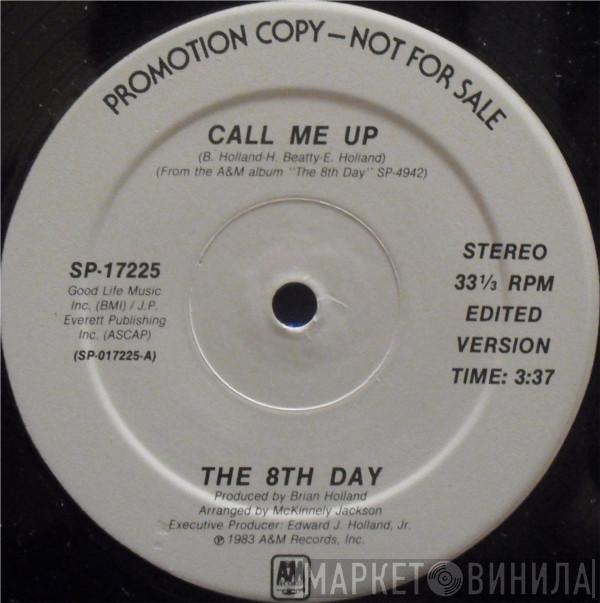 PROMOTION COPY—NOT FOR SALE
CALL ME UP
(B. Holland-H. Beatty-E. Holland)
(From the A&M album "The 8th Day" SP-4942)
SP-17225
Good Life Music
Inc. (BMI) / J.P.
Everett Publishing
Inc. (ASCAP)
(SP-017225-A)
STEREO
33⅓ RPM
EDITED
VERSION
TIME: 3:37
THE 8TH DAY
Produced by Brian Holland
Arranged by McKinnely Jackson
Executive Producer: Edward J. Holland, Jr.
℗ 1983 A&M Records, Inc.
A&M
RECORDS
МАРКЕТ ВИНИЛА